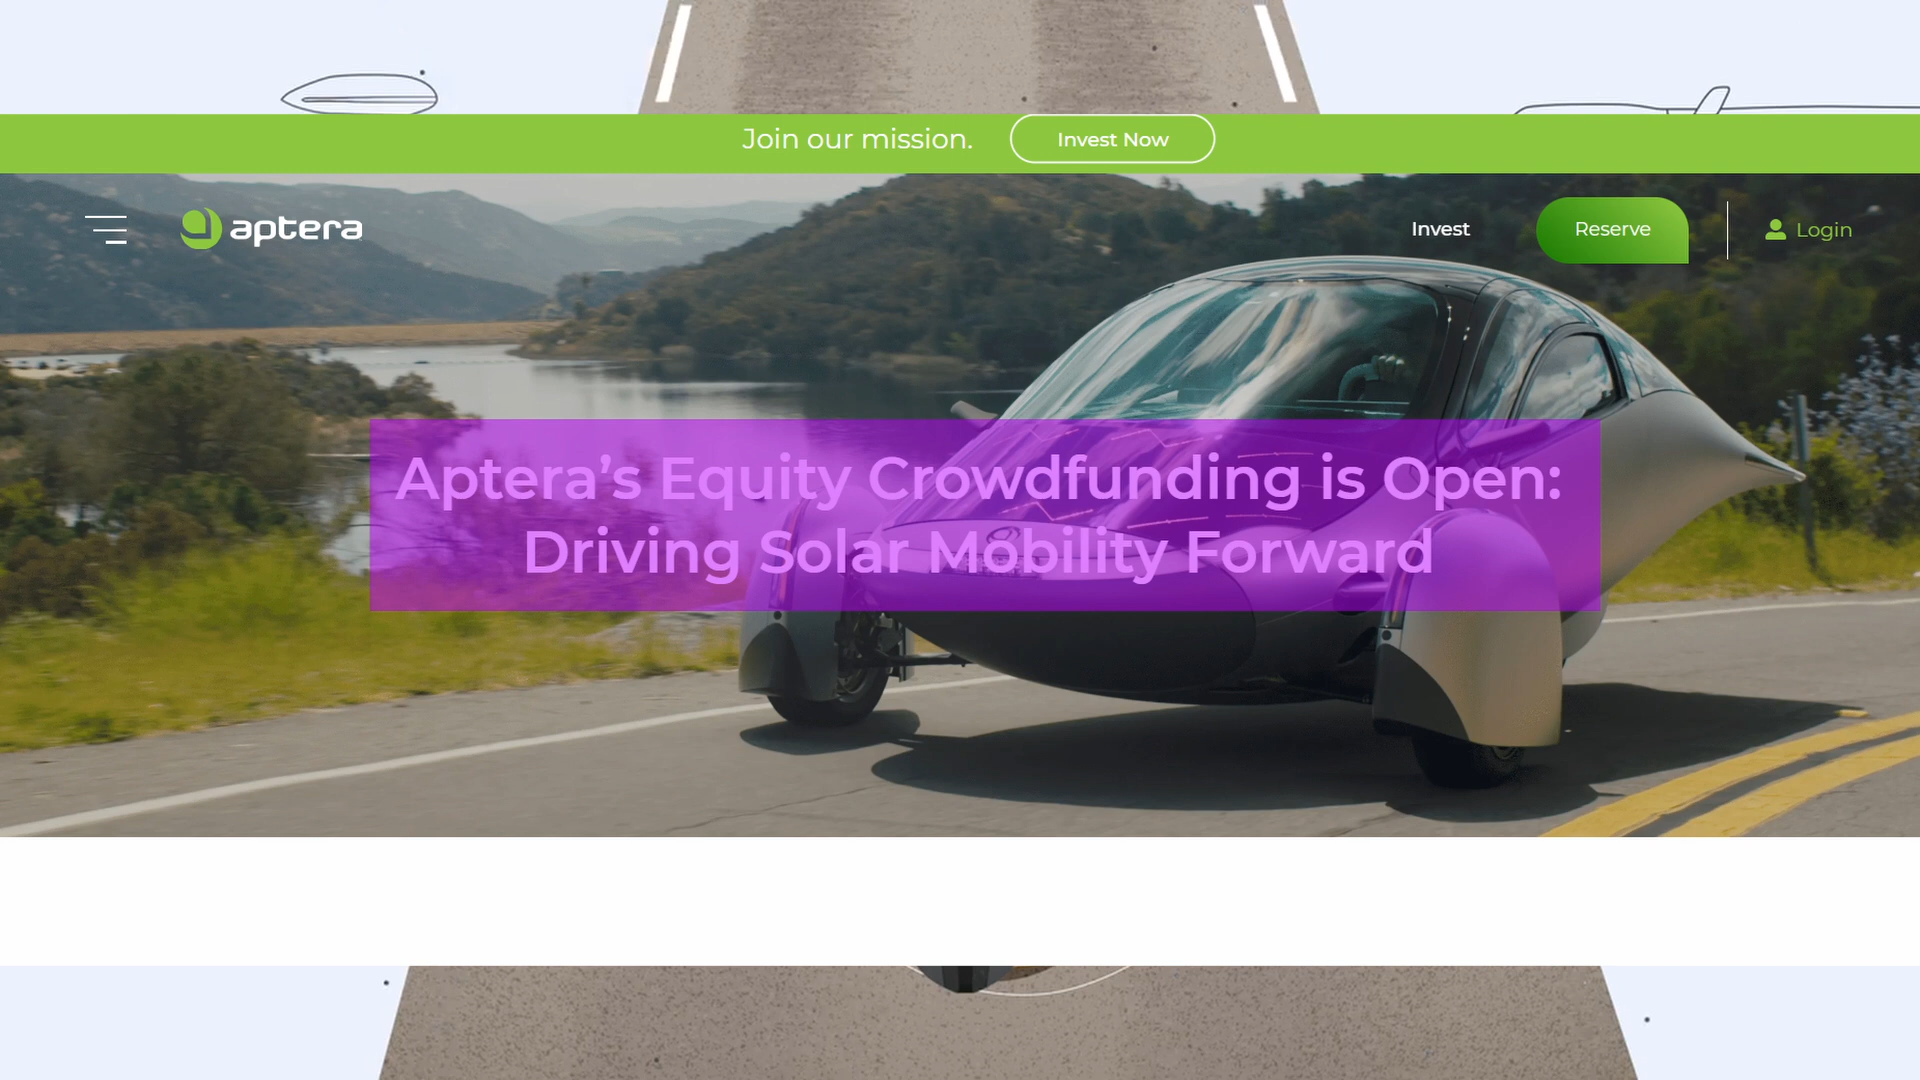 Join our mission.
Invest Now
aptera
Invest
Reserve
Login
Aptera’s Equity Crowdfunding is Open:
Driving Solar Mobility Forward